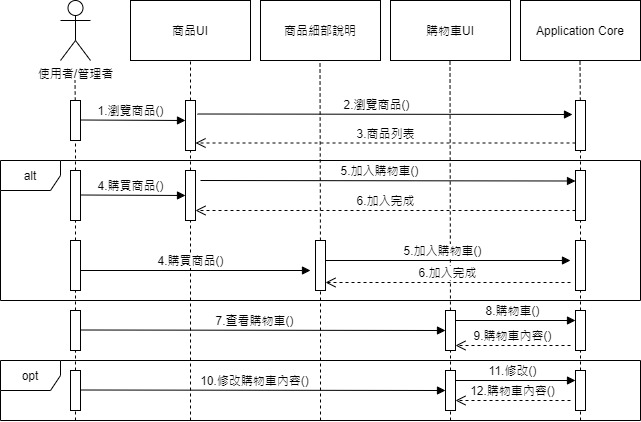 商品UI
商品細部說明
購物車UI
Application Core
使用者/管理者
1.瀏覽商品()
2.瀏覽商品()
3.商品列表
alt
4.購買商品()
5.加入購物車()
6.加入完成
4.購買商品()
5.加入購物車()
6.加入完成
7.查看購物車()
8.購物車()
9.購物車內容()
opt
10.修改購物車內容()
11.修改()
12.購物車內容()